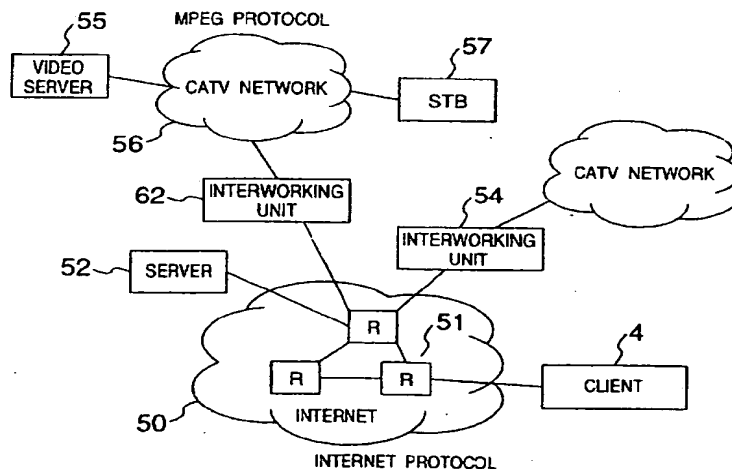 MPEG PROTOCOL
55
VIDEO
SERVER
CATV NETWORK
57
STB
56
CATV NETWORK
62
INTERWORKING
UNIT
54
INTERWORKING
UNIT
52
SERVER
R
51
4
R
R
CLIENT
50
INTERNET
INTERNET PROTOCOL